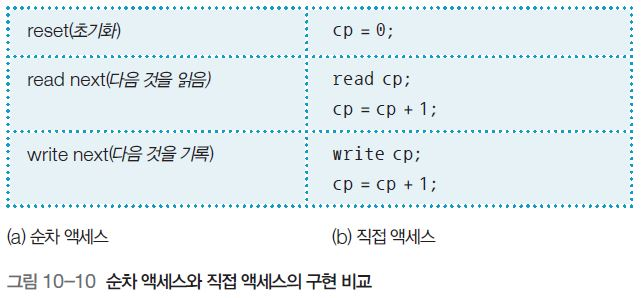 reset(초기화) cp = 0;
read next(다음 것을 읽음) read cp;
cp = cp + 1;
write next(다음 것을 기록) write cp;
cp = cp + 1;
(a) 순차 액세스 (b) 직접 액세스
그림 10-10 순차 액세스와 직접 액세스의 구현 비교